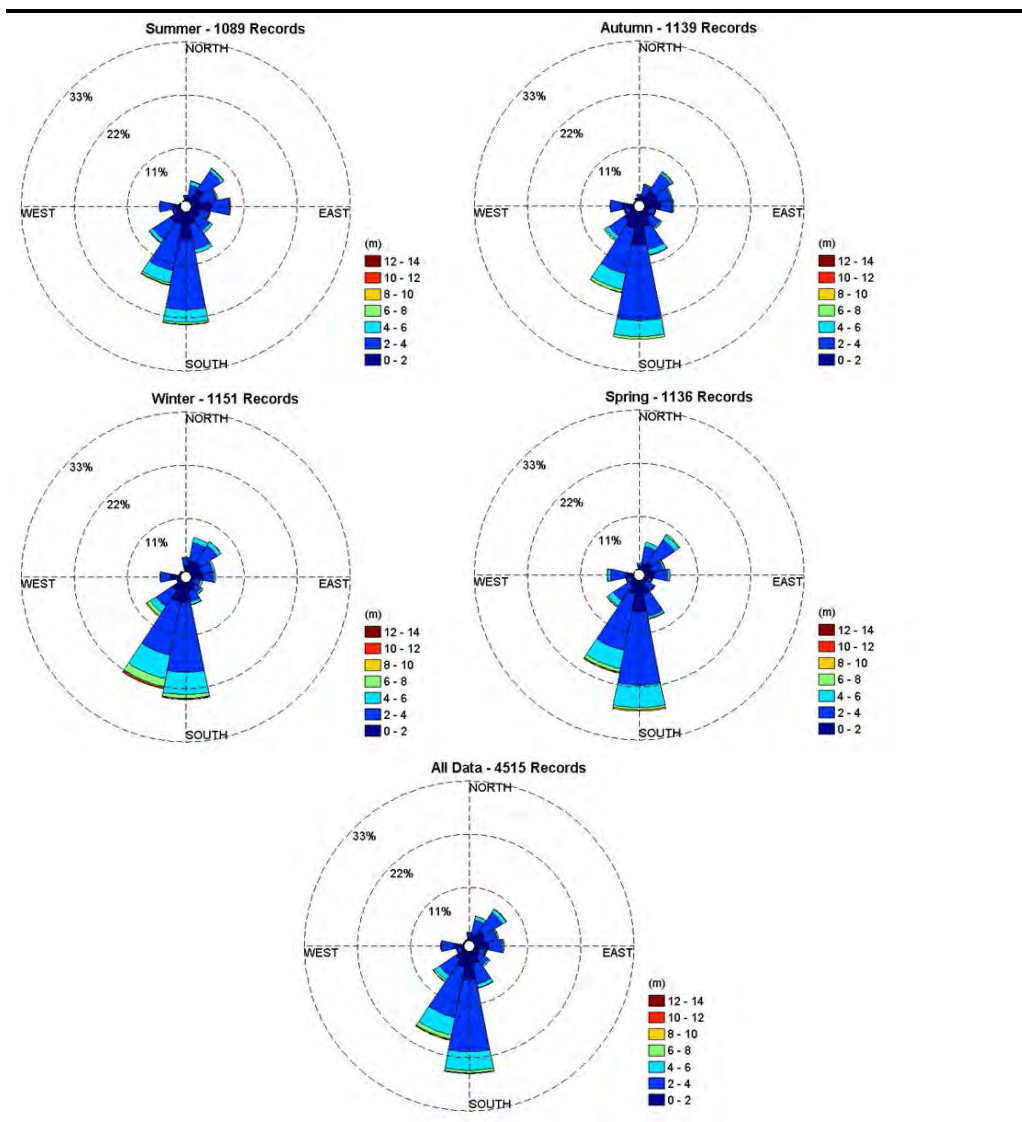 Summer - 1089 Records
NORTH
33%
22%
11%
WEST
EAST
SOUTH
(m)
12 - 14
10 - 12
8 - 10
6 - 8
4 - 6
2 - 4
0 - 2
Autumn - 1139 Records
NORTH
33%
22%
11%
WEST
EAST
SOUTH
(m)
12 - 14
10 - 12
8 - 10
6 - 8
4 - 6
2 - 4
0 - 2
Winter - 1151 Records
NORTH
33%
22%
11%
WEST
EAST
SOUTH
(m)
12 - 14
10 - 12
8 - 10
6 - 8
4 - 6
2 - 4
0 - 2
Spring - 1136 Records
NORTH
33%
22%
11%
WEST
EAST
SOUTH
(m)
12 - 14
10 - 12
8 - 10
6 - 8
4 - 6
2 - 4
0 - 2
All Data - 4515 Records
NORTH
33%
22%
11%
WEST
EAST
SOUTH
(m)
12 - 14
10 - 12
8 - 10
6 - 8
4 - 6
2 - 4
0 - 2